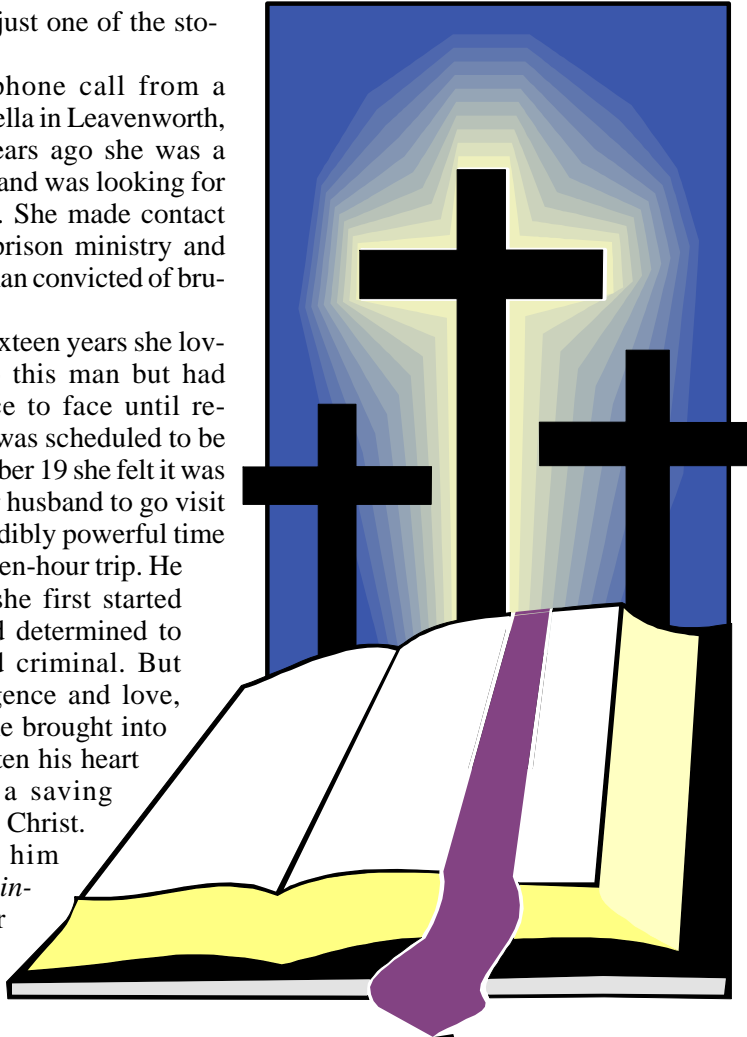 just one of the sto-
phone call from a
ella in Leavenworth,
ears ago she was a
and was looking for
. She made contact
prison ministry and
an convicted of bru-
xteen years she lov-
this man but had
ce to face until re-
was scheduled to be
ber 19 she felt it was
husband to go visit
dibly powerful time
en-hour trip. He
she first started
d determined to
d criminal. But
gence and love,
e brought into
ten his heart
a saving
Christ.
him
in-
r